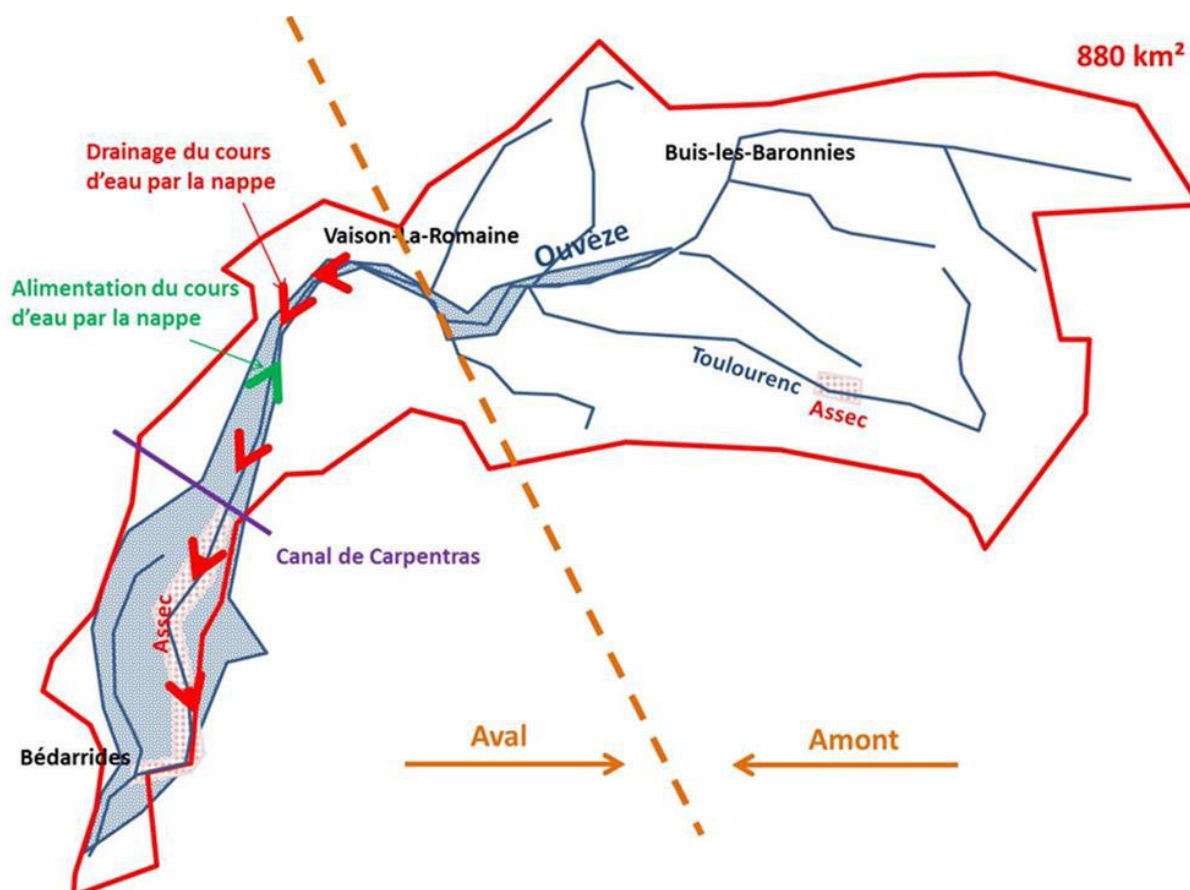 880 km²
Drainage du cours
d'eau par la nappe
Buis-les-Baronnies
Vaison-La-Romaine
Ouvèze
Alimentation du cours
d'eau par la nappe
Toulourenc
Assec
Canal de Carpentras
Assec
Aval
Amont
Bédarrides